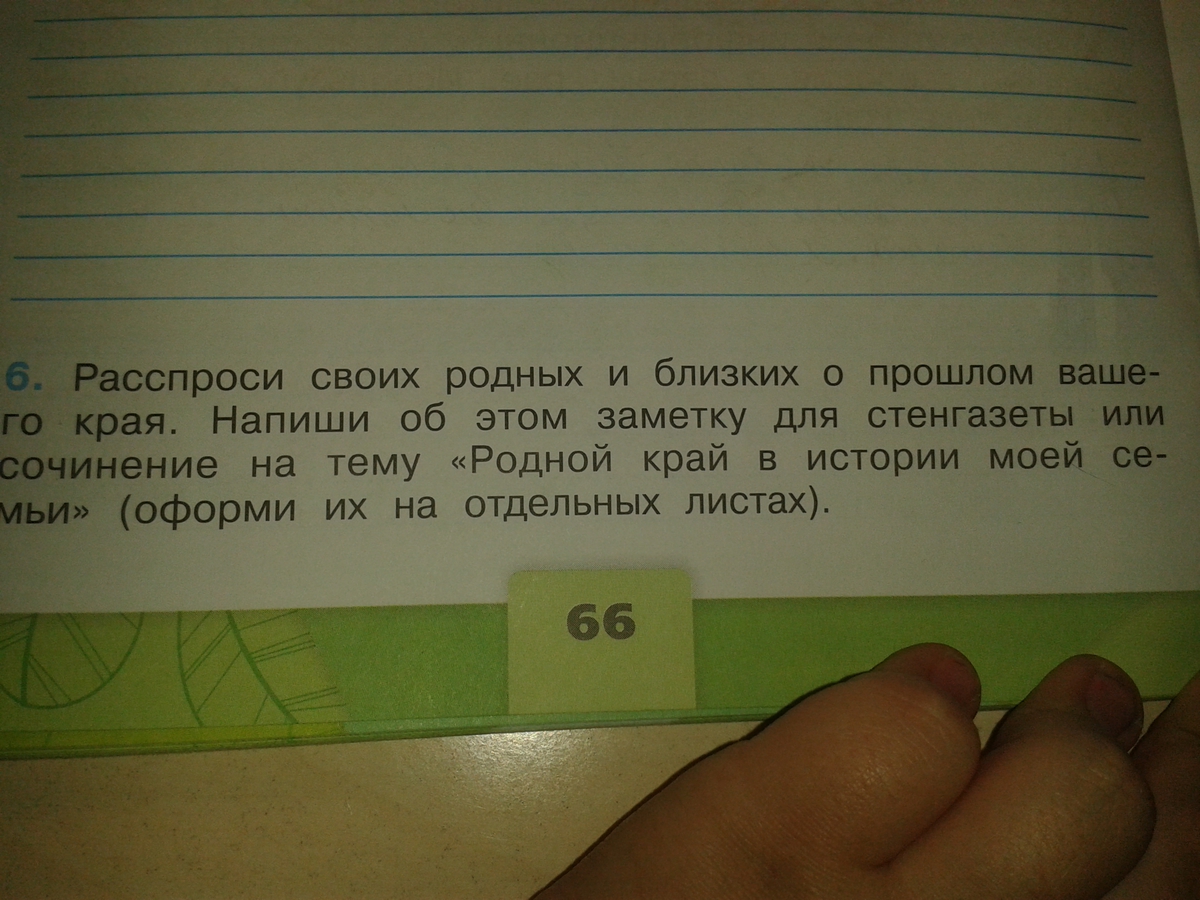 6. Расспроси своих родных и близких о прошлом ваше-
го края. Напиши об этом заметку для стенгазеты или
сочинение на тему «Родной край в истории моей се-
мьи» (оформи их на отдельных листах).
66